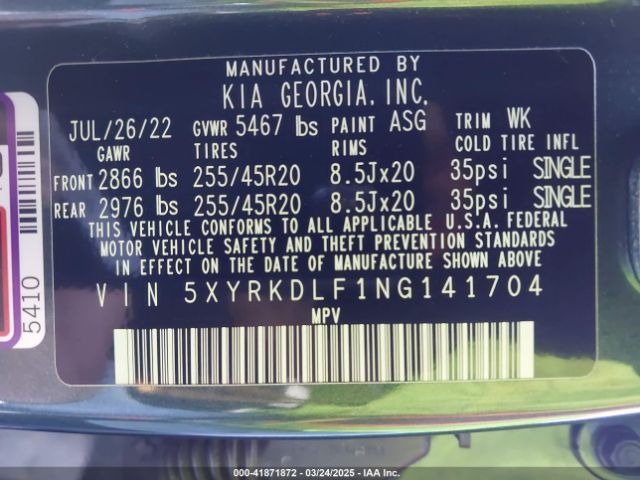 MANUFACTURED BY
KIA GEORGIA, INC.
JUL/26/22 GVWR 5467 lbs PAINT ASG TRIM WK
GAWR TIRES RIMS COLD TIRE INFL
FRONT 2866 lbs 255/45R20 8.5Jx20 35psi SINGLE
REAR 2976 lbs 255/45R20 8.5Jx20 35psi SINGLE
THIS VEHICLE CONFORMS TO ALL APPLICABLE U.S.A. FEDERAL
MOTOR VEHICLE SAFETY AND THEFT PREVENTION STANDARDS
IN EFFECT ON THE DATE OF MANUFACTURE SHOWN ABOVE
VIN 5XYRKDLF1NG141704
MPV
5410
000-41871872 • 03/24/2025 • IAA Inc.